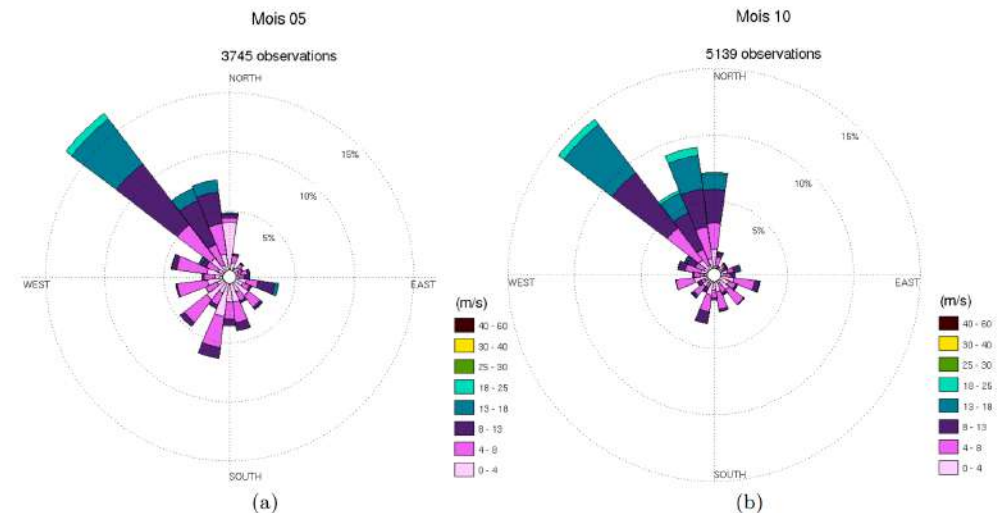 Mois 05
3745 observations
NORTH
15%
10%
5%
WEST
EAST
SOUTH
(m/s)
40 - 60
30 - 40
25 - 30
18 - 25
13 - 18
8 - 13
4 - 8
0 - 4
(a)
Mois 10
5139 observations
NORTH
15%
10%
5%
WEST
EAST
SOUTH
(m/s)
40 - 60
30 - 40
25 - 30
18 - 25
13 - 18
8 - 13
4 - 8
0 - 4
(b)